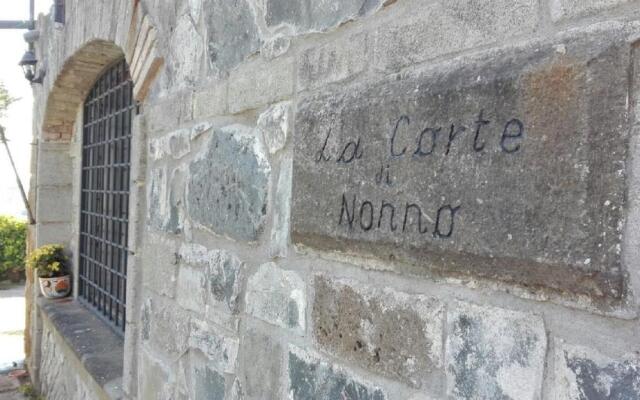 La Corte
di
Nonno